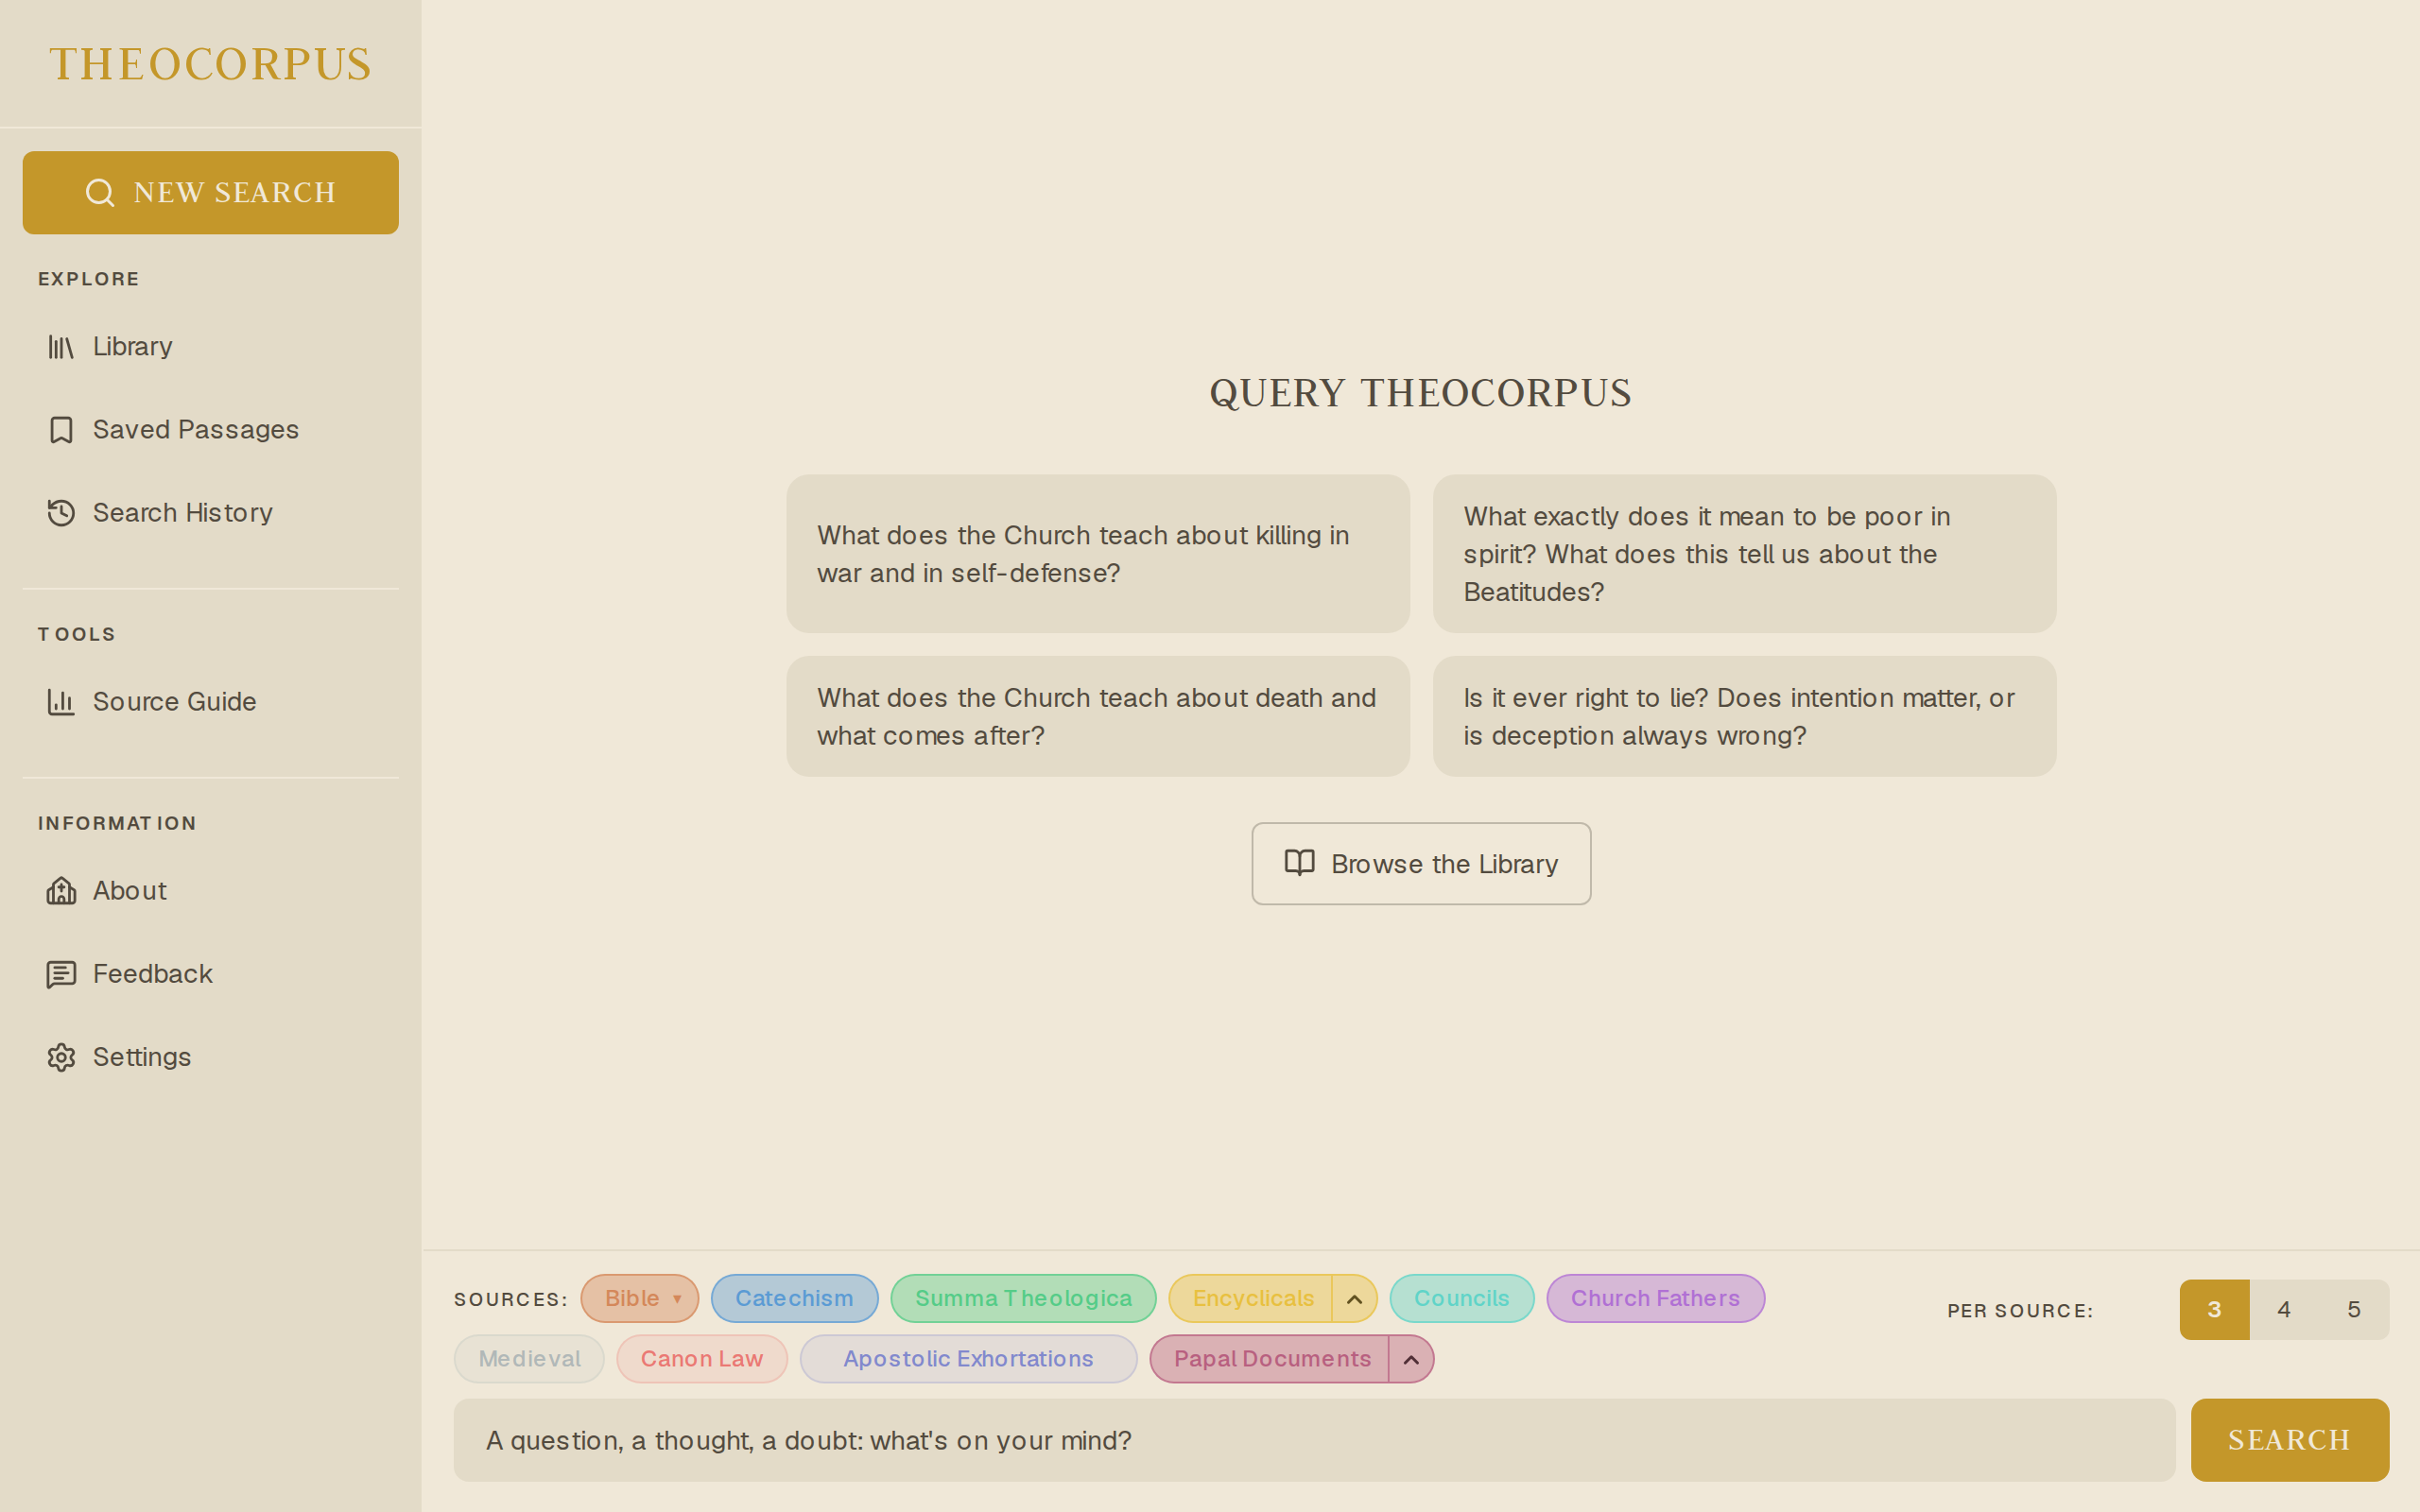 THEOCORPUS
NEW SEARCH
EXPLORE
Library
Saved Passages
Search History
TOOLS
Source Guide
INFORMATION
About
Feedback
Settings
QUERY THEOCORPUS
What does the Church teach about killing in
war and in self-defense?
What exactly does it mean to be poor in
spirit? What does this tell us about the
Beatitudes?
What does the Church teach about death and
what comes after?
Is it ever right to lie? Does intention matter, or
is deception always wrong?
Browse the Library
SOURCES: Bible Catechism Summa Theologica Encyclicals Councils Church Fathers
Medieval Canon Law Apostolic Exhortations Papal Documents
PER SOURCE: 3 4 5
A question, a thought, a doubt: what's on your mind?
SEARCH